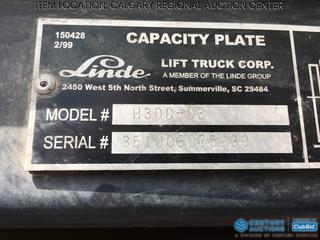 ITEM LOCATION: CALGARY REGIONAL AUCTION CENTER
150428
2/99
CAPACITY PLATE
Linde
LIFT TRUCK CORP.
A MEMBER OF THE LINDE GROUP
2450 West 5th North Street, Summerville, SC 29484
MODEL # H30D-03
SERIAL #
CENTURY AUCTIONS
ClubBid